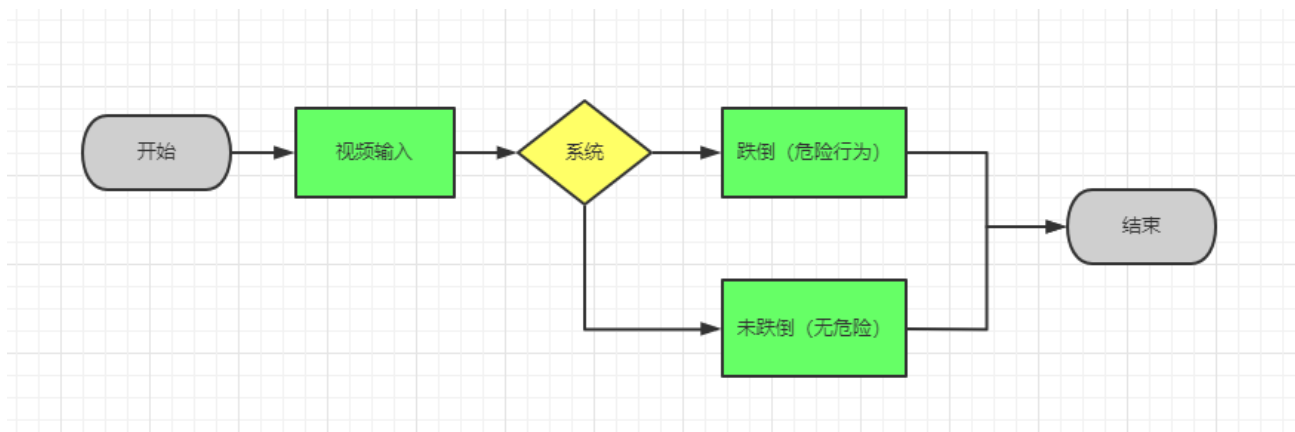 开始
视频输入
系统
跌倒（危险行为）
未跌倒（无危险）
结束